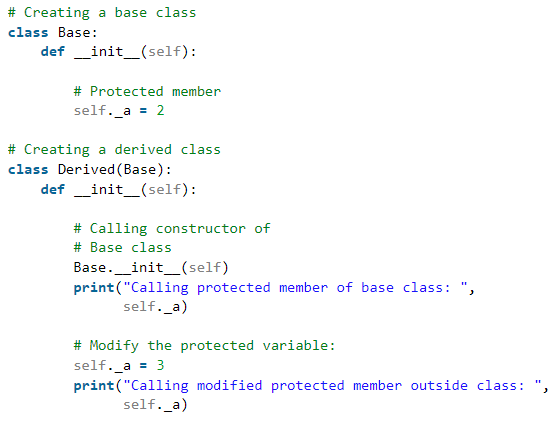 # Creating a base class
class Base:
    def __init__(self):

        # Protected member
        self._a = 2

# Creating a derived class
class Derived(Base):
    def __init__(self):

        # Calling constructor of
        # Base class
        Base.__init__(self)
        print("Calling protected member of base class: ",
              self._a)

        # Modify the protected variable:
        self._a = 3
        print("Calling modified protected member outside class: ",
              self._a)